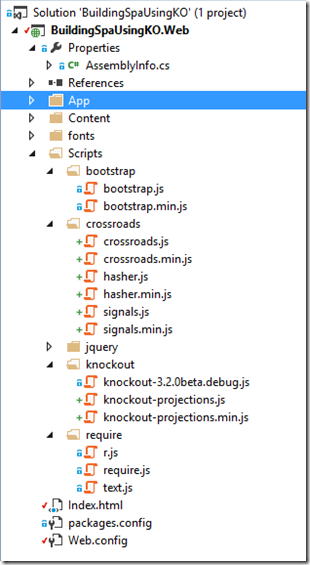 Solution 'BuildingSpaUsingKO' (1 project)
BuildingSpaUsingKO.Web
Properties
C# AssemblyInfo.cs
References
App
Content
fonts
Scripts
bootstrap
bootstrap.js
bootstrap.min.js
crossroads
crossroads.js
crossroads.min.js
hasher.js
hasher.min.js
signals.js
signals.min.js
jquery
knockout
knockout-3.2.0beta.debug.js
knockout-projections.js
knockout-projections.min.js
require
r.js
require.js
text.js
Index.html
packages.config
Web.config